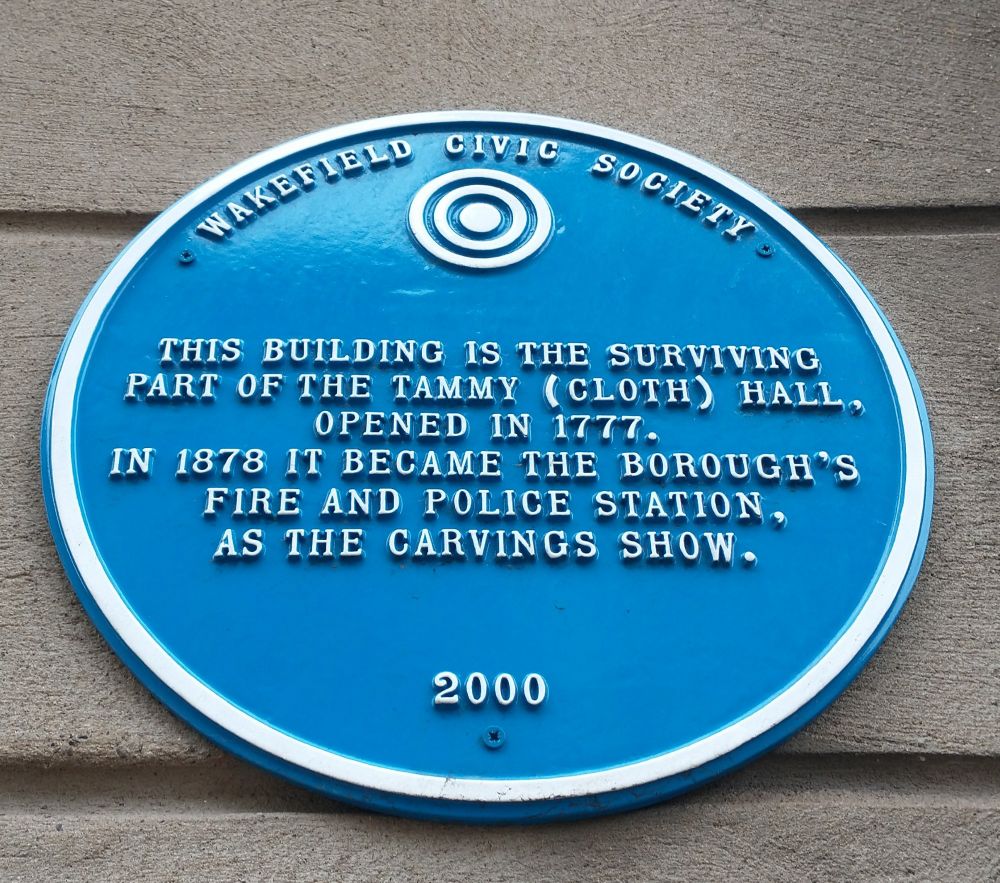 WAKEFIELD CIVIC SOCIETY
THIS BUILDING IS THE SURVIVING
PART OF THE TAMMY (CLOTH) HALL,
OPENED IN 1777.
IN 1878 IT BECAME THE BOROUGH'S
FIRE AND POLICE STATION,
AS THE CARVINGS SHOW.
2000